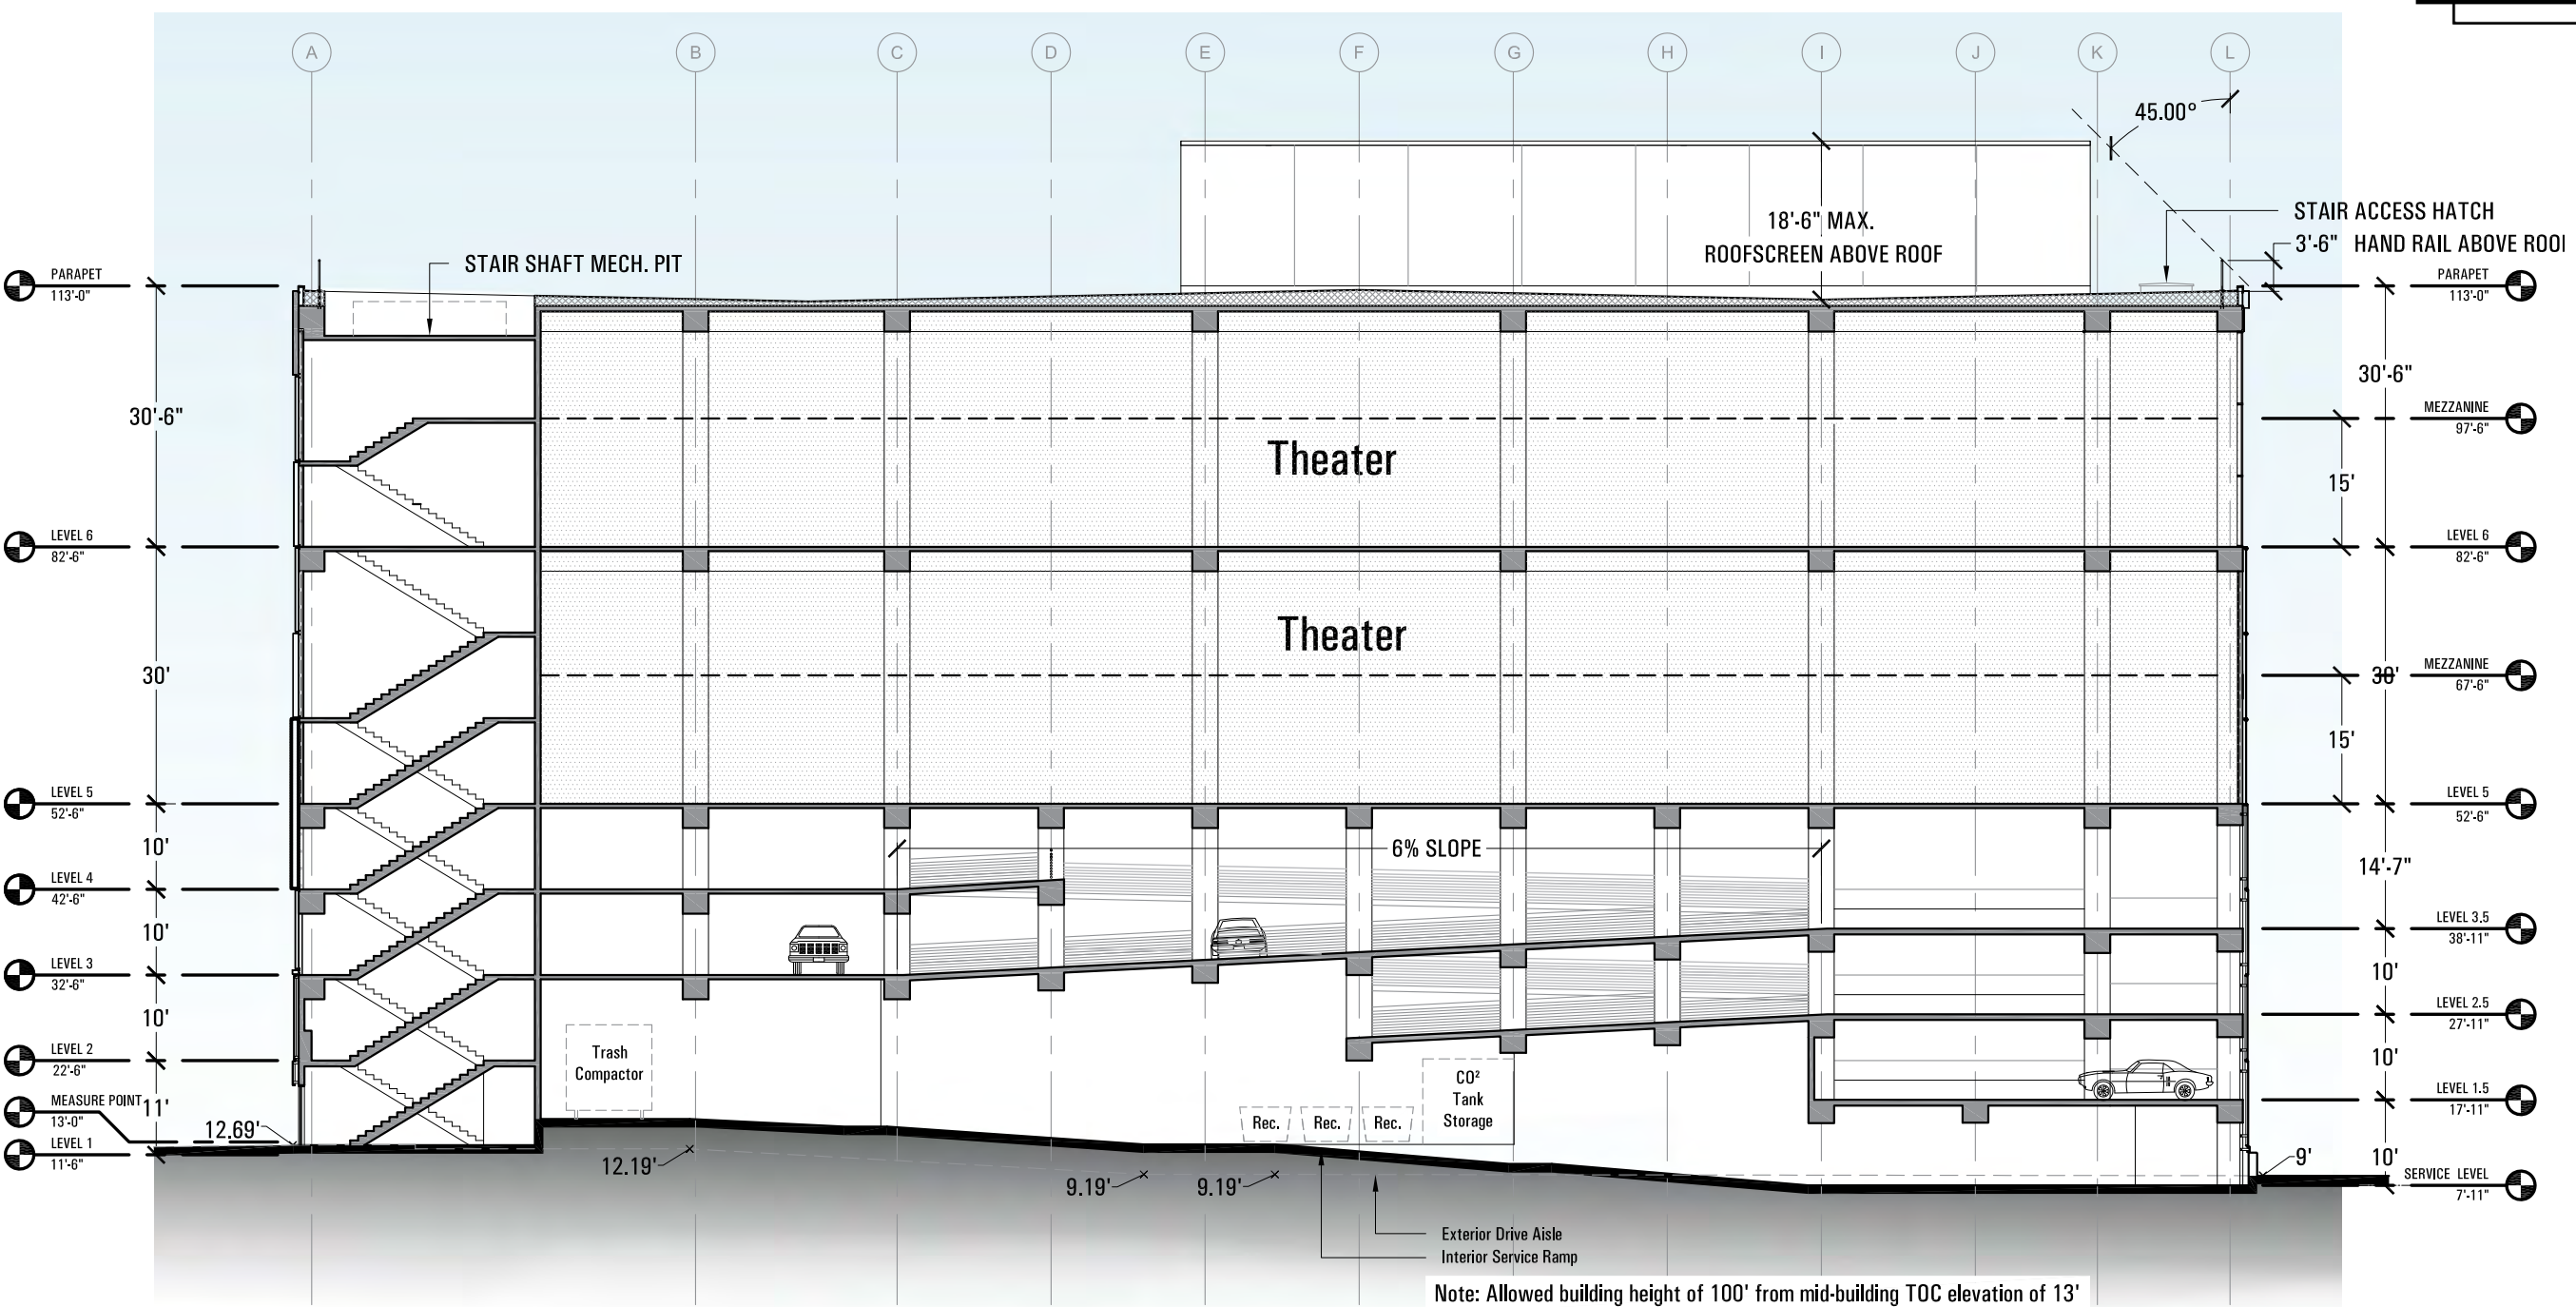 A B C D E F G H I J K L
45.00°
18'-6" MAX.
ROOFSCREEN ABOVE ROOF
STAIR ACCESS HATCH
3'-6" HAND RAIL ABOVE ROOF
STAIR SHAFT MECH. PIT
PARAPET
113'-0"
30'-6"
LEVEL 6
82'-6"
30'
LEVEL 5
52'-6"
10'
LEVEL 4
42'-6"
10'
LEVEL 3
32'-6"
10'
LEVEL 2
22'-6"
MEASURE POINT
13'-0"
11'
LEVEL 1
11'-6"
12.69'
Theater
Theater
6% SLOPE
Trash
Compactor
Rec. Rec. Rec.
CO²
Tank
Storage
12.19'
9.19'
9.19'
Exterior Drive Aisle
Interior Service Ramp
Note: Allowed building height of 100' from mid-building TOC elevation of 13'
PARAPET
113'-0"
30'-6"
MEZZANINE
97'-6"
15'
LEVEL 6
82'-6"
MEZZANINE
67'-6"
30'
15'
LEVEL 5
52'-6"
14'-7"
LEVEL 3.5
38'-11"
10'
LEVEL 2.5
27'-11"
10'
LEVEL 1.5
17'-11"
10'
9'
SERVICE LEVEL
7'-11"